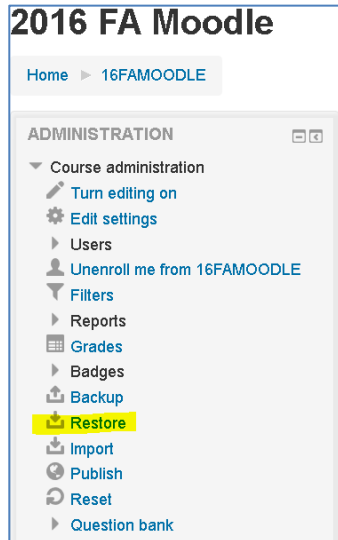 2016 FA Moodle
Home ▶ 16FAMOODLE
ADMINISTRATION
Course administration
Turn editing on
Edit settings
Users
Unenroll me from 16FAMOODLE
Filters
Reports
Grades
Badges
Backup
Restore
Import
Publish
Reset
Question bank